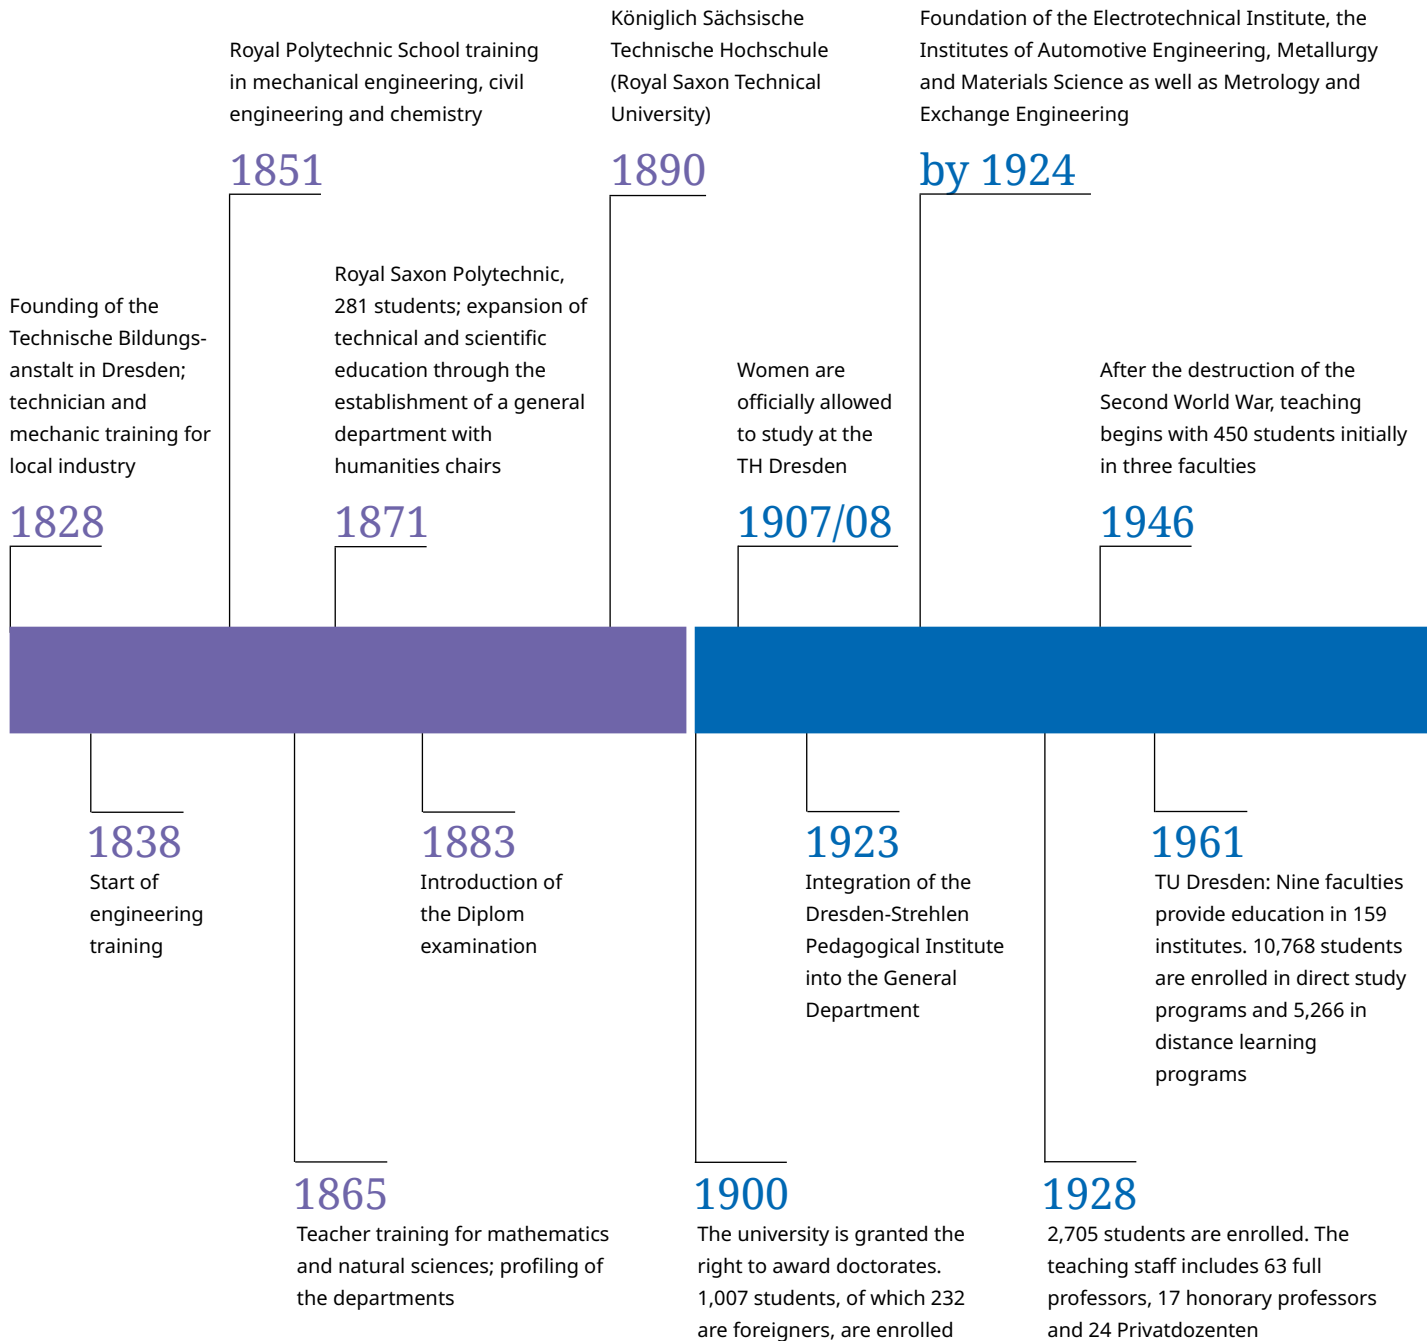 Royal Polytechnic School training
in mechanical engineering, civil
engineering and chemistry
1851
Königlich Sächsische
Technische Hochschule
(Royal Saxon Technical
University)
1890
Foundation of the Electrotechnical Institute, the
Institutes of Automotive Engineering, Metallurgy
and Materials Science as well as Metrology and
Exchange Engineering
by 1924
Founding of the
Technische Bildungs-
anstalt in Dresden;
technician and
mechanic training for
local industry
1828
Royal Saxon Polytechnic,
281 students; expansion of
technical and scientific
education through the
establishment of a general
department with
humanities chairs
1871
Women are
officially allowed
to study at the
TH Dresden
1907/08
After the destruction of the
Second World War, teaching
begins with 450 students initially
in three faculties
1946
1838
Start of
engineering
training
1883
Introduction of
the Diplom
examination
1923
Integration of the
Dresden-Strehlen
Pedagogical Institute
into the General
Department
1961
TU Dresden: Nine faculties
provide education in 159
institutes. 10,768 students
are enrolled in direct study
programs and 5,266 in
distance learning
programs
1865
Teacher training for mathematics
and natural sciences; profiling of
the departments
1900
The university is granted the
right to award doctorates.
1,007 students, of which 232
are foreigners, are enrolled
1928
2,705 students are enrolled. The
teaching staff includes 63 full
professors, 17 honorary professors
and 24 Privatdozenten